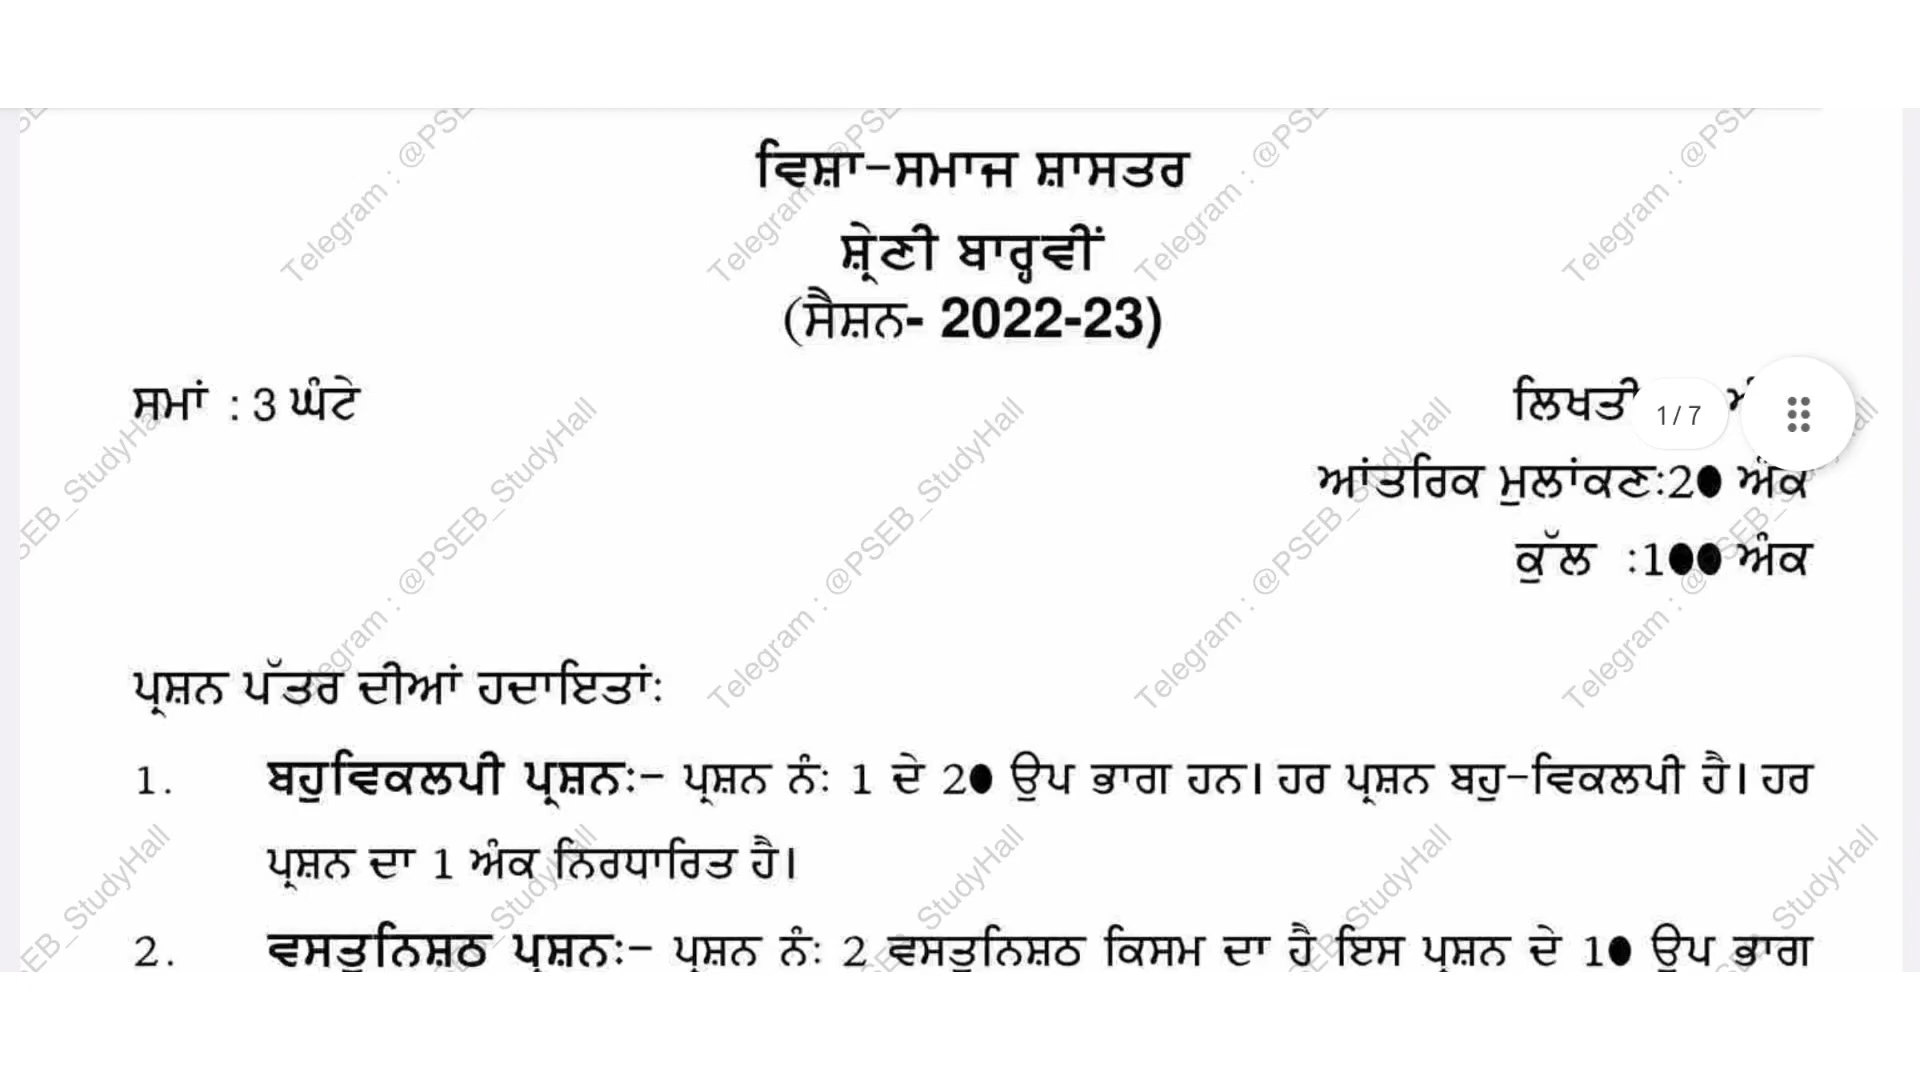 ਵਿਸ਼ਾ-ਸਮਾਜ ਸ਼ਾਸਤਰ
ਸ਼੍ਰੇਣੀ ਬਾਰ੍ਹਵੀਂ
(ਸੈਸ਼ਨ- 2022-23)
ਸਮਾਂ : 3 ਘੰਟੇ
ਲਿਖਤੀ
1 / 7
ਆਂਤਰਿਕ ਮੁਲਾਂਕਣ:20 ਅੰਕ
ਕੁੱਲ :100 ਅੰਕ
ਪ੍ਰਸ਼ਨ ਪੱਤਰ ਦੀਆਂ ਹਦਾਇਤਾਂ:
1. ਬਹੁਵਿਕਲਪੀ ਪ੍ਰਸ਼ਨ:- ਪ੍ਰਸ਼ਨ ਨੰ: 1 ਦੇ 20 ਉਪ ਭਾਗ ਹਨ। ਹਰ ਪ੍ਰਸ਼ਨ ਬਹੁ-ਵਿਕਲਪੀ ਹੈ। ਹਰ
ਪ੍ਰਸ਼ਨ ਦਾ 1 ਅੰਕ ਨਿਰਧਾਰਿਤ ਹੈ।
2. ਵਸਤੁਨਿਸ਼ਠ ਪ੍ਰਸ਼ਨ:- ਪ੍ਰਸ਼ਨ ਨੰ: 2 ਵਸਤੁਨਿਸ਼ਠ ਕਿਸਮ ਦਾ ਹੈ ਇਸ ਪ੍ਰਸ਼ਨ ਦੇ 10 ਉਪ ਭਾਗ
Telegram : @PSEB_StudyHall